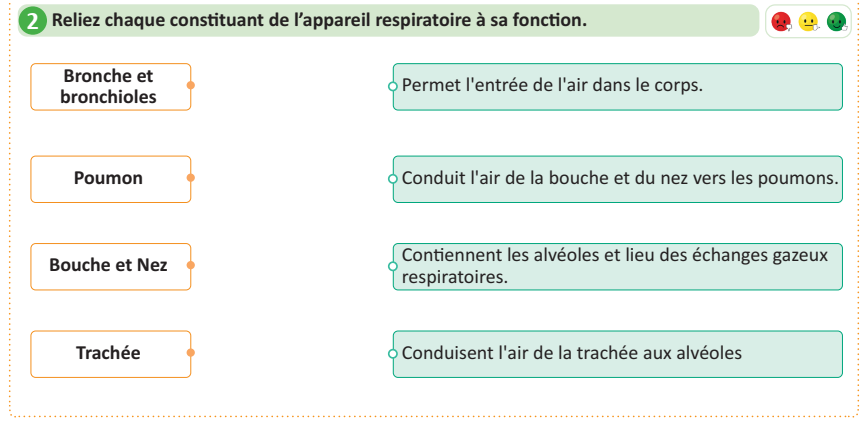 2 Reliez chaque constituant de l'appareil respiratoire à sa fonction.
Bronche et
bronchioles
Permet l'entrée de l'air dans le corps.
Poumon
Conduit l'air de la bouche et du nez vers les poumons.
Bouche et Nez
Contiennent les alvéoles et lieu des échanges gazeux
respiratoires.
Trachée
Conduisent l'air de la trachée aux alvéoles